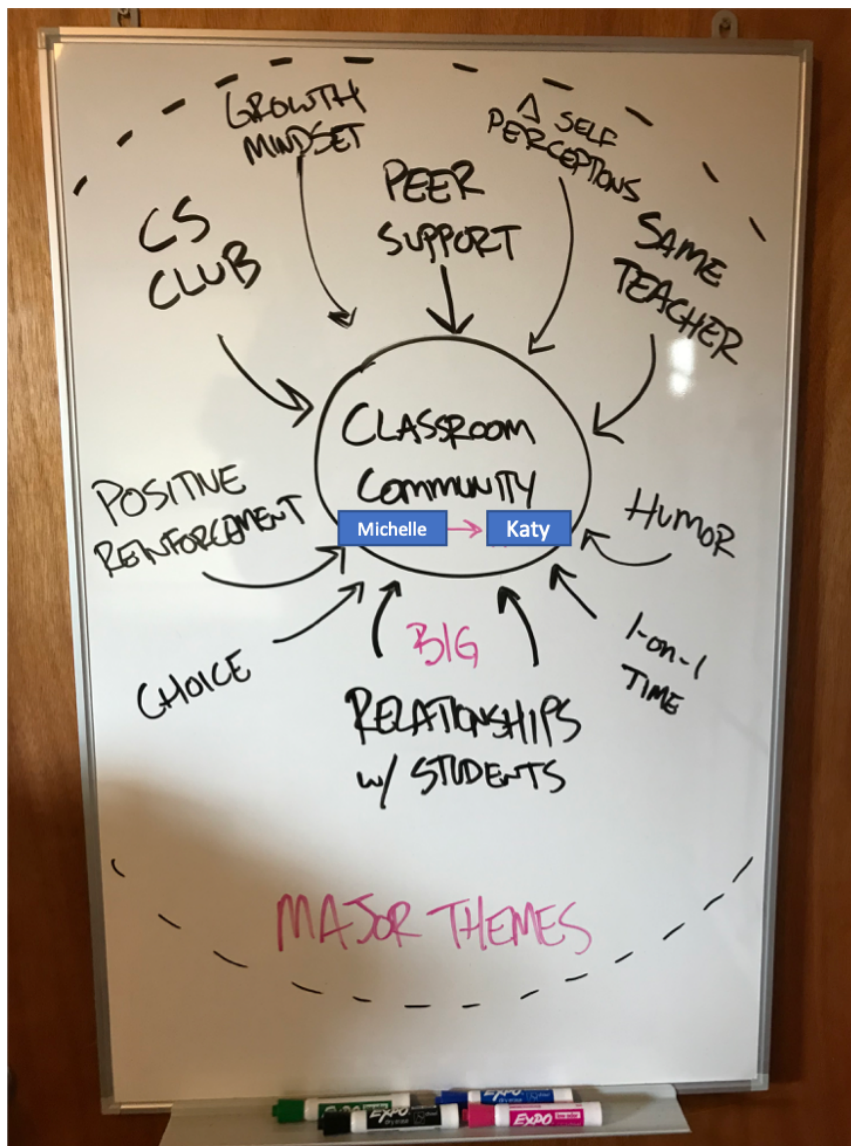 GROWTH
MINDSET
Δ SELF
PERCEPTIONS
PEER
SUPPORT
CS
CLUB
SAME
TEACHER
CLASSROOM
COMMUNITY
Michelle → Katy
POSITIVE
REINFORCEMENT
HUMOR
CHOICE
BIG
1-on-1
TIME
RELATIONSHIPS
w/ STUDENTS
MAJOR THEMES
EXPO
EXPO
EXPO